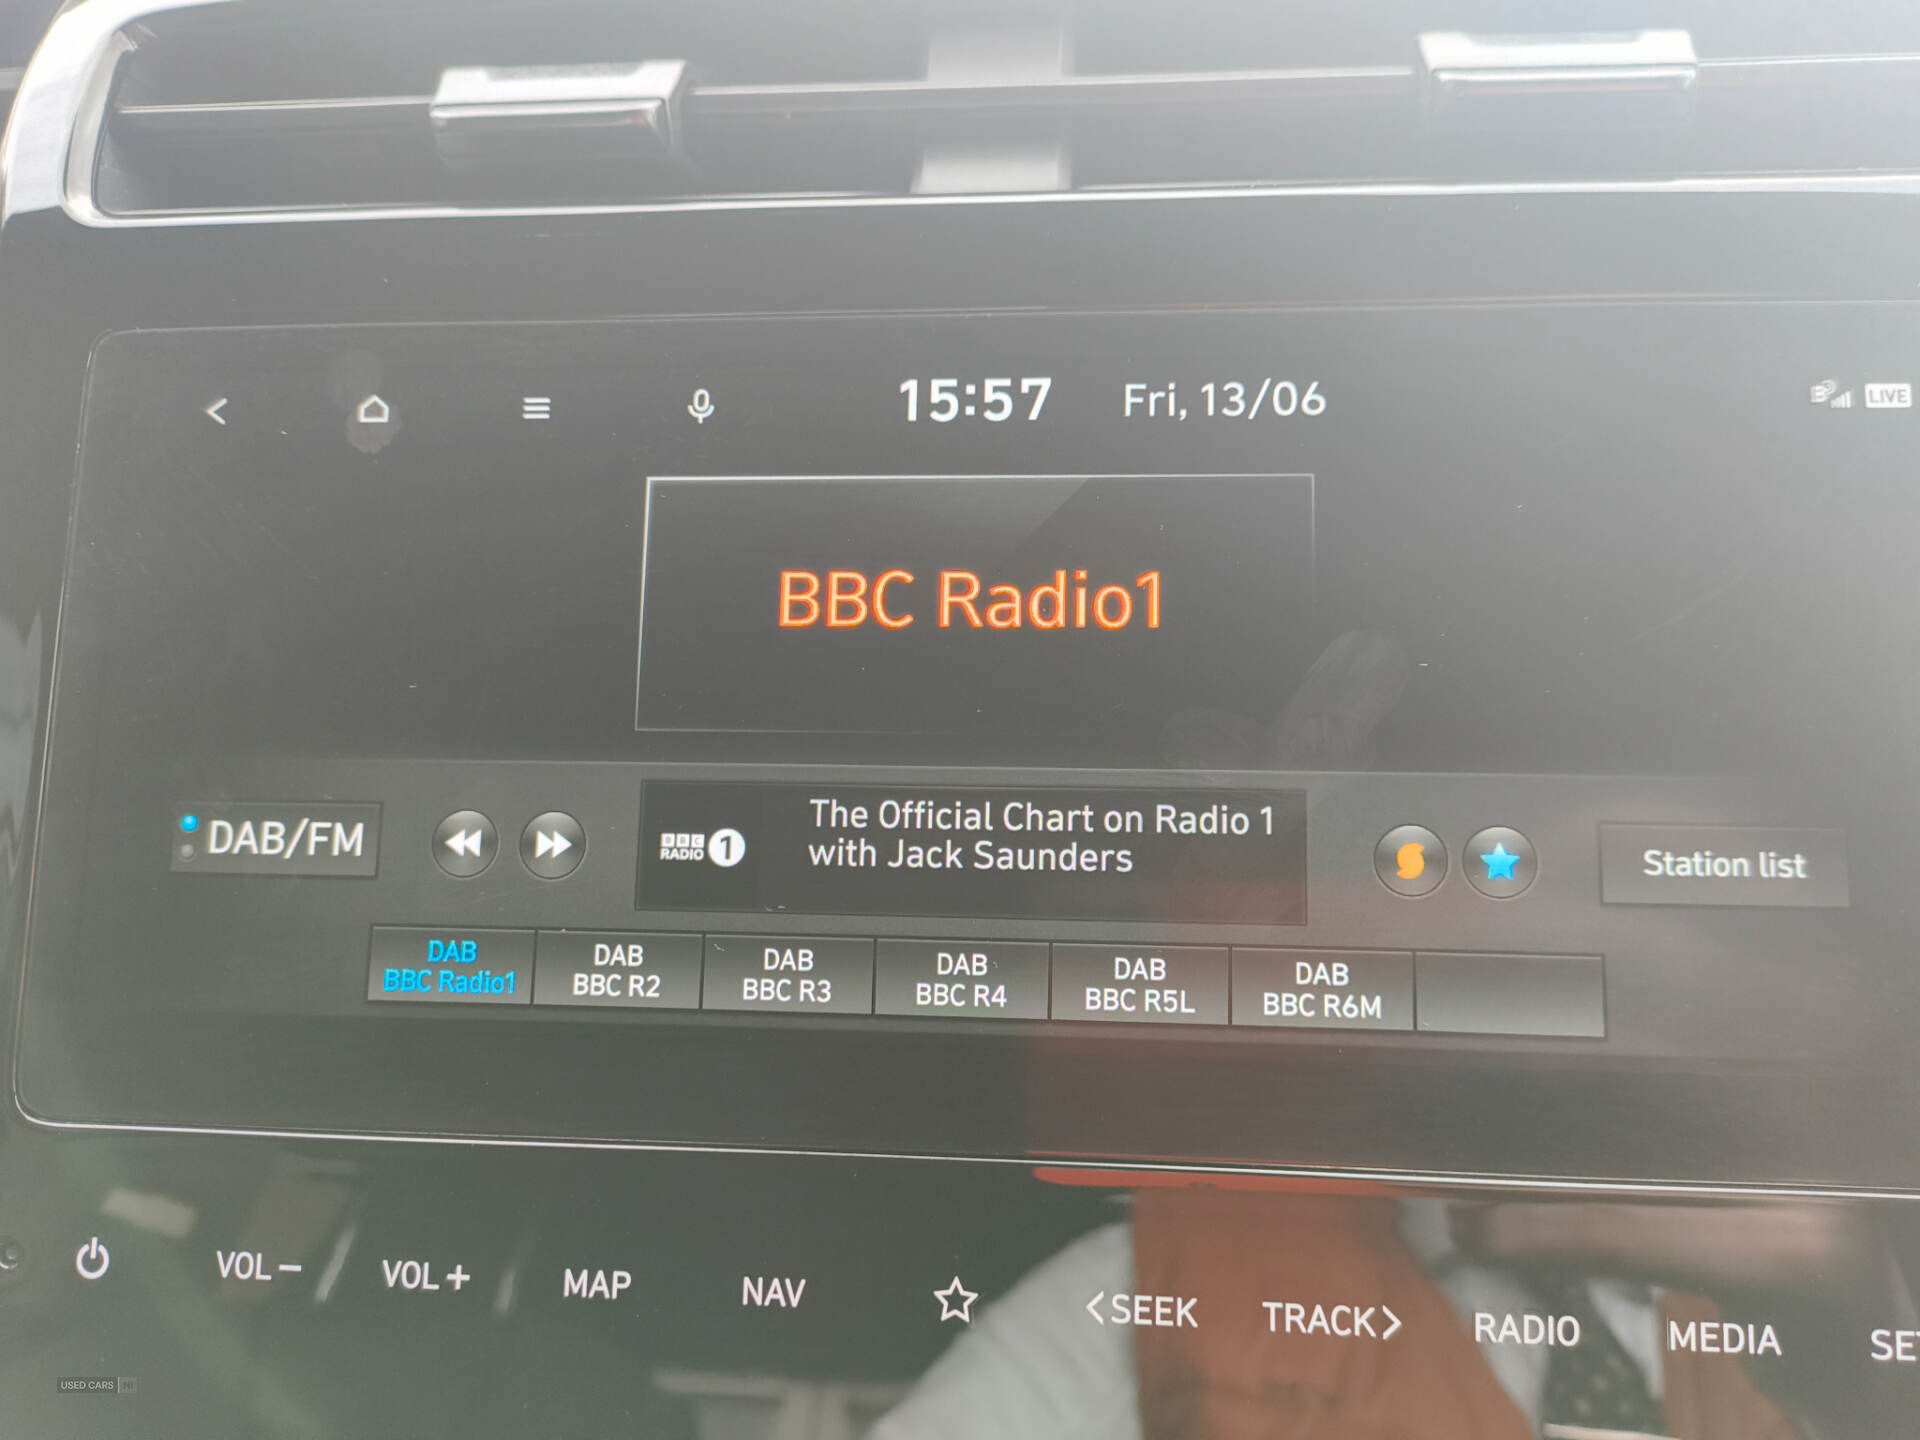 15:57 Fri, 13/06 LIVE
BBC Radio1
DAB/FM
BBC RADIO 1
The Official Chart on Radio 1
with Jack Saunders
Station list
DAB
BBC Radio1
DAB
BBC R2
DAB
BBC R3
DAB
BBC R4
DAB
BBC R5L
DAB
BBC R6M
VOL− VOL+ MAP NAV <SEEK TRACK> RADIO MEDIA SET
USED CARS NI